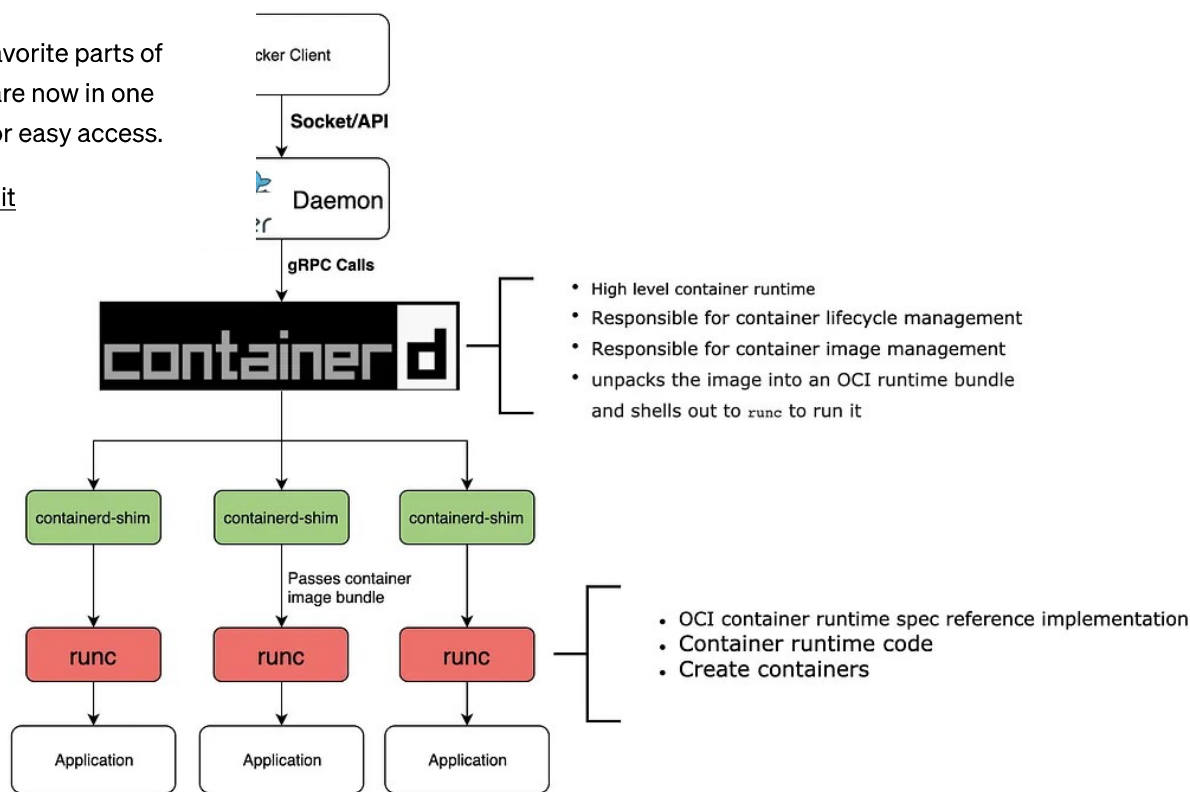 avorite parts of
are now in one
or easy access.
it
cker Client
Socket/API
Daemon
er
gRPC Calls
containerd
• High level container runtime
• Responsible for container lifecycle management
• Responsible for container image management
• unpacks the image into an OCI runtime bundle
and shells out to runc to run it
containerd-shim
containerd-shim
containerd-shim
Passes container
image bundle
runc
runc
runc
• OCI container runtime spec reference implementation
• Container runtime code
• Create containers
Application
Application
Application